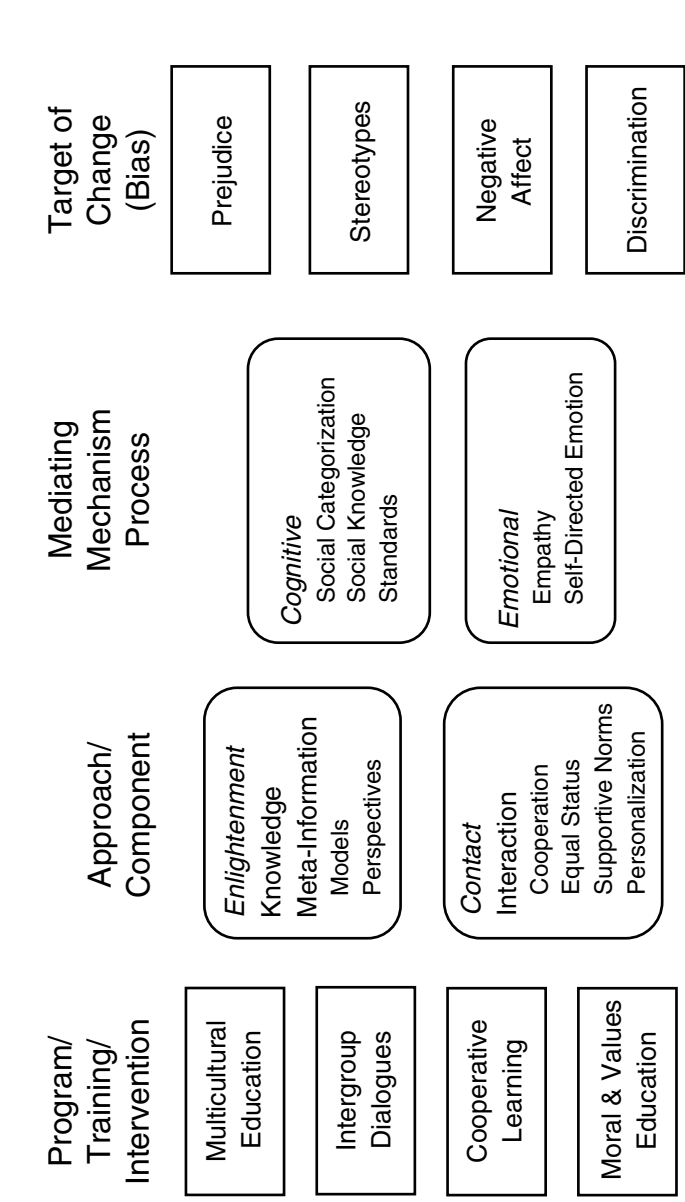 Program/
Training/
Intervention
Multicultural
Education
Intergroup
Dialogues
Cooperative
Learning
Moral & Values
Education
Approach/
Component
Enlightenment
Knowledge
Meta-Information
Models
Perspectives
Contact
Interaction
Cooperation
Equal Status
Supportive Norms
Personalization
Mediating
Mechanism
Process
Cognitive
Social Categorization
Social Knowledge
Standards
Emotional
Empathy
Self-Directed Emotion
Target of
Change
(Bias)
Prejudice
Stereotypes
Negative
Affect
Discrimination